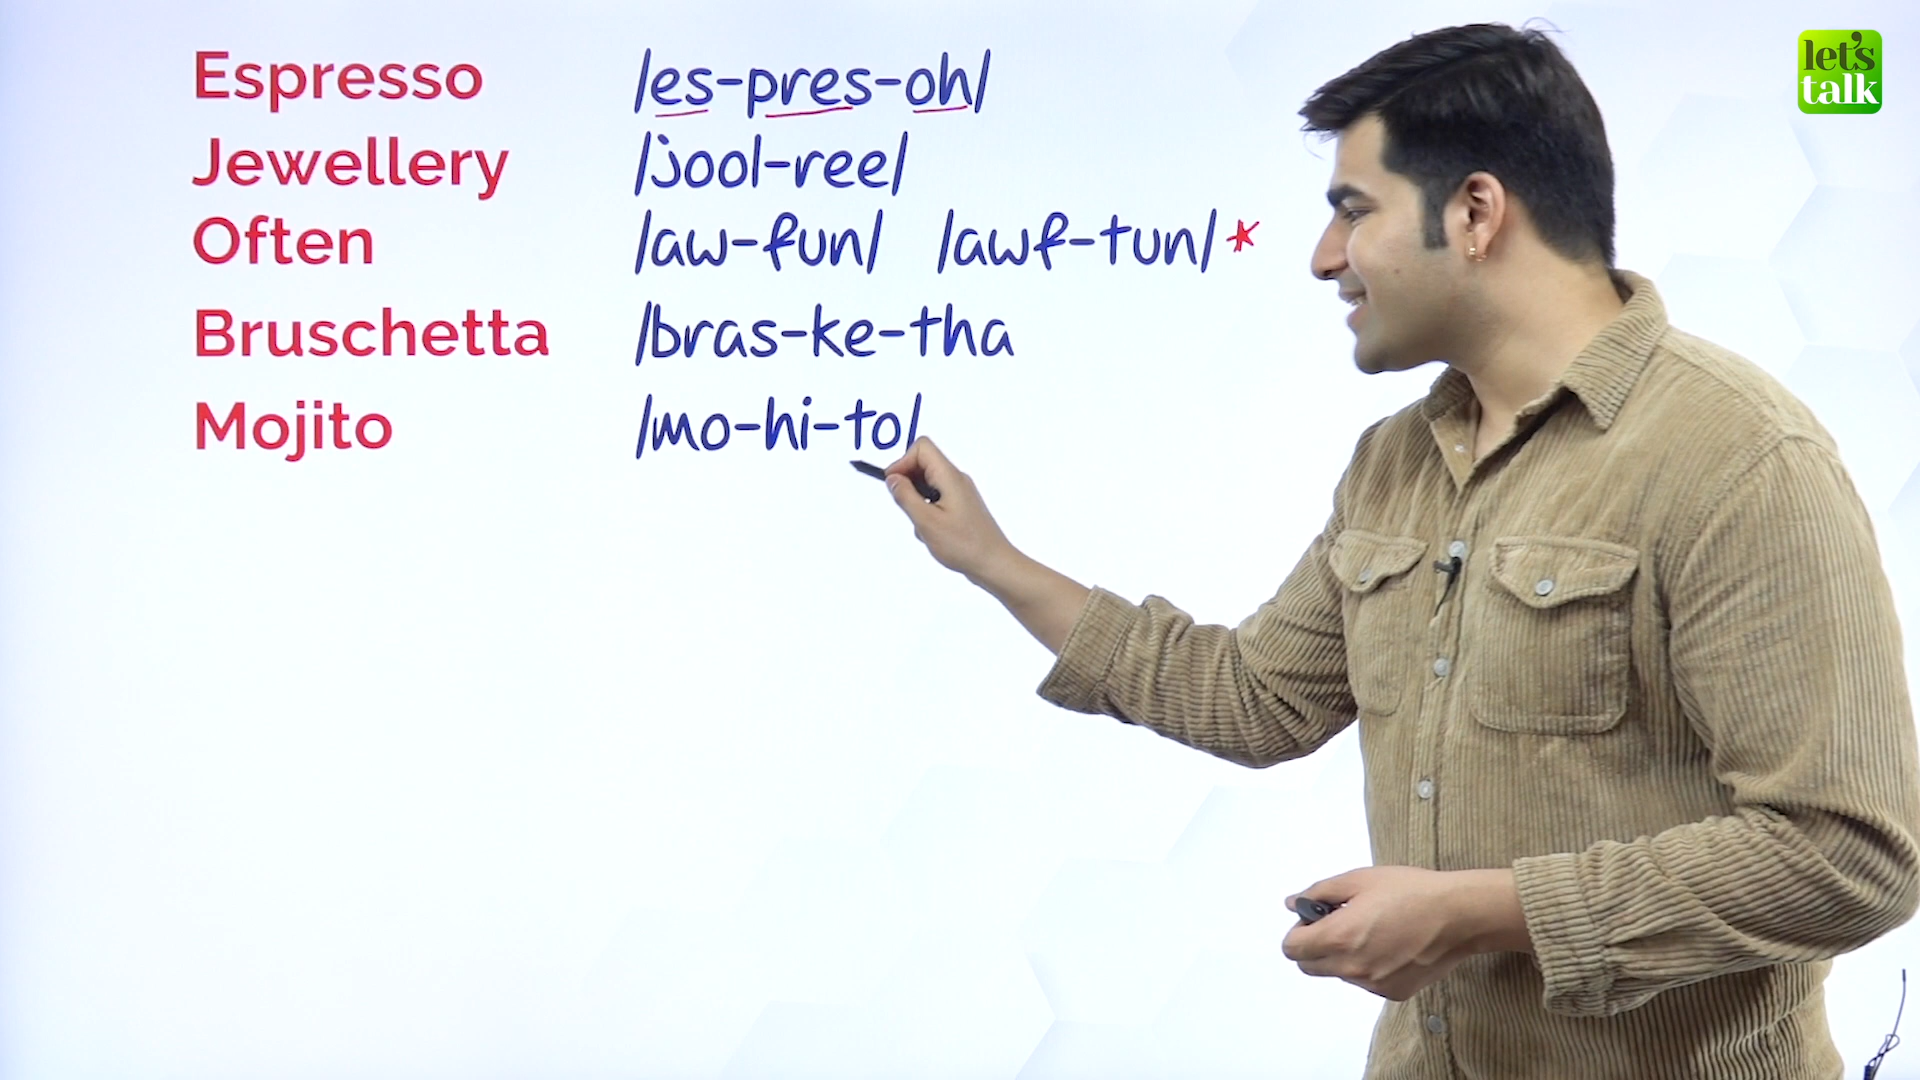 Espresso /es-pres-oh/
Jewellery /jool-ree/
Often /aw-fun/ /awf-tun/*
Bruschetta /bras-ke-tha
Mojito /mo-hi-to/
let's
talk